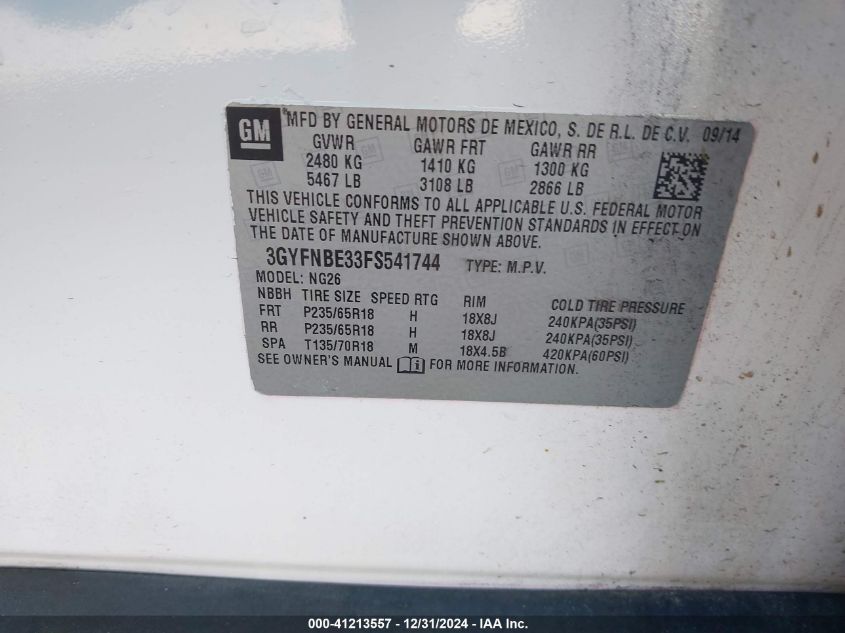 GM
*MFD BY GENERAL MOTORS DE MEXICO, S. DE R.L. DE C.V. 09/14
GVWR GAWR FRT GAWR RR
2480 KG 1410 KG 1300 KG
5467 LB 3108 LB 2866 LB
THIS VEHICLE CONFORMS TO ALL APPLICABLE U.S. FEDERAL MOTOR
VEHICLE SAFETY AND THEFT PREVENTION STANDARDS IN EFFECT ON
THE DATE OF MANUFACTURE SHOWN ABOVE.
3GYFNBE33FS541744 TYPE: M.P.V.
MODEL: NG26
NBBH TIRE SIZE SPEED RTG RIM COLD TIRE PRESSURE
FRT P235/65R18 H 18X8J 240KPA(35PSI)
RR P235/65R18 H 18X8J 240KPA(35PSI)
SPA T135/70R18 M 18X4.5B 420KPA(60PSI)
SEE OWNER'S MANUAL FOR MORE INFORMATION.
000-41213557 - 12/31/2024 - IAA Inc.